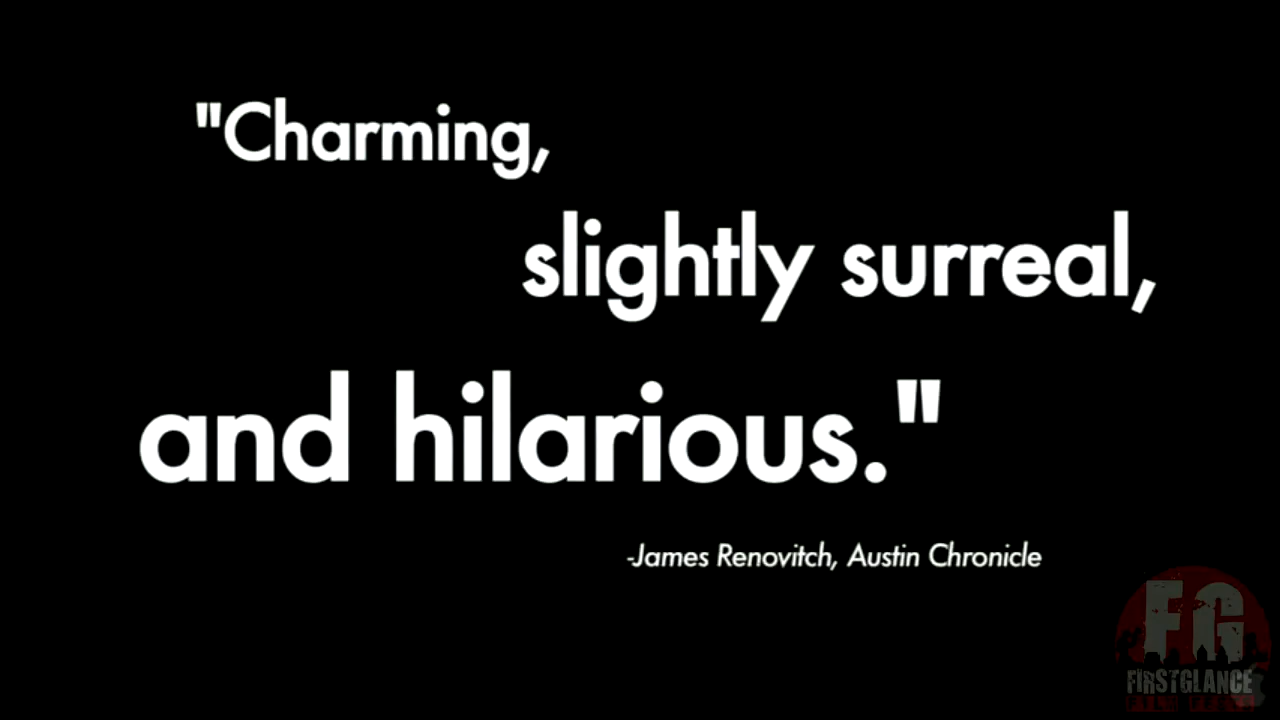 "Charming,
slightly surreal,
and hilarious."
-James Renovitch, Austin Chronicle
FG
FIRSTGLANCE